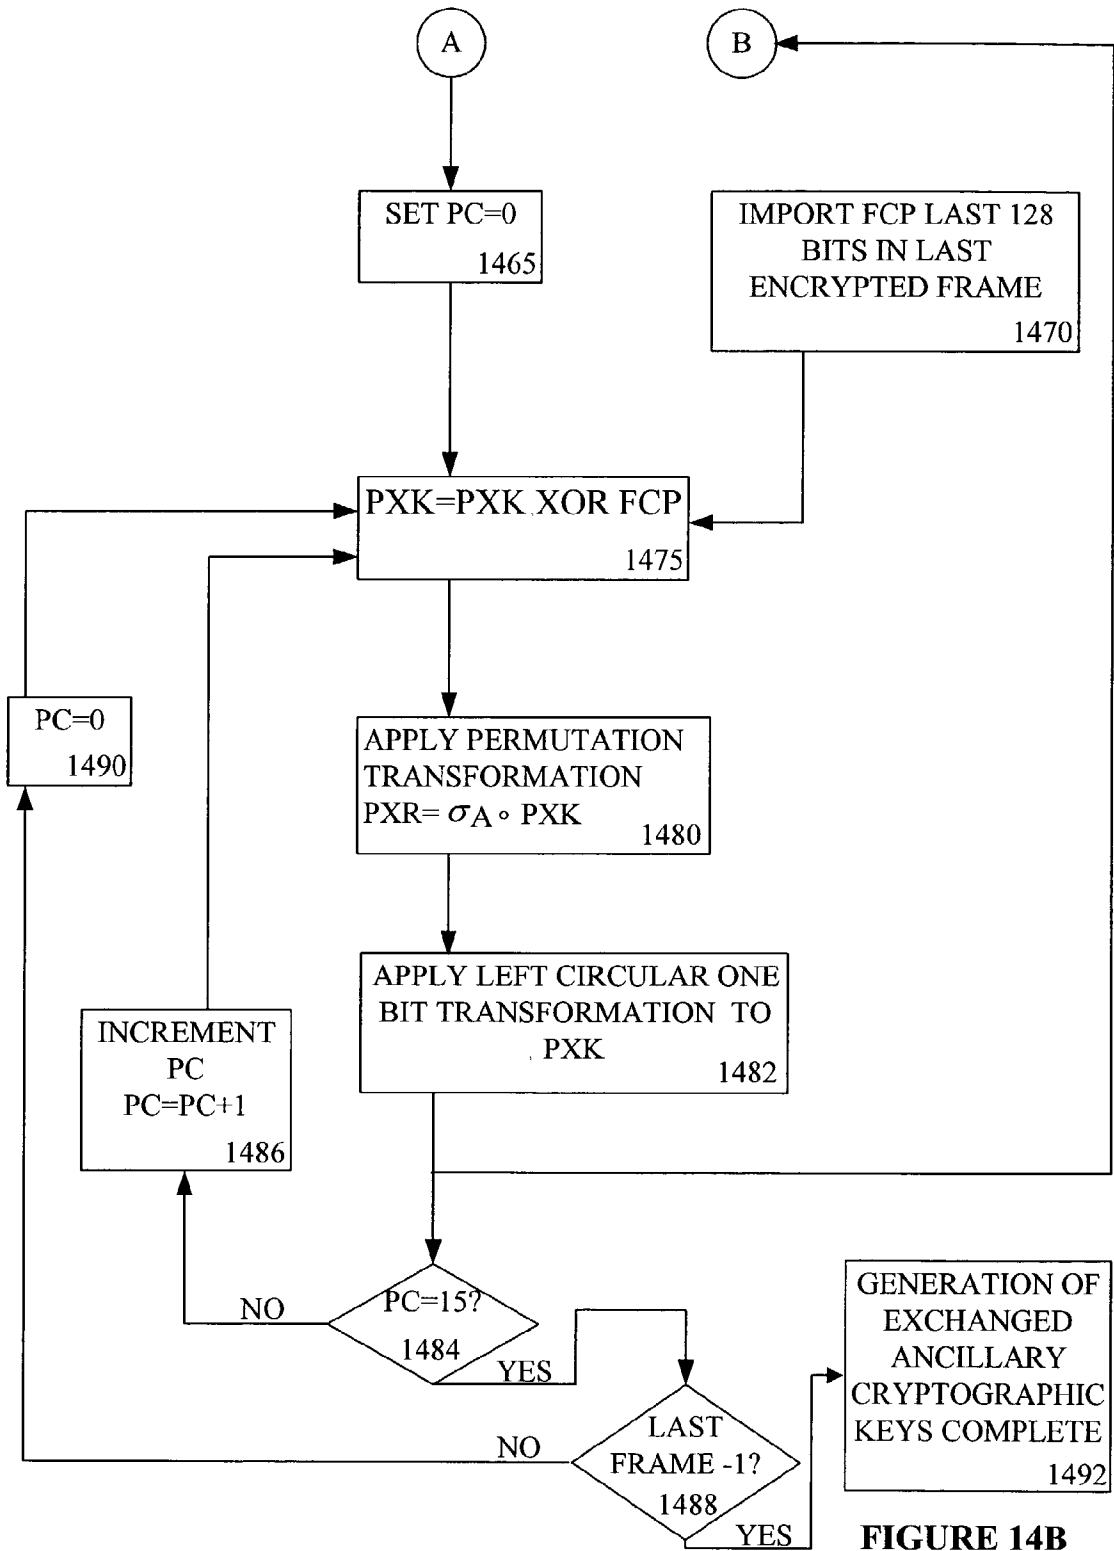 A
B
SET PC=0
1465
IMPORT FCP LAST 128
BITS IN LAST
ENCRYPTED FRAME
1470
PXK=PXK XOR FCP
1475
PC=0
1490
APPLY PERMUTATION
TRANSFORMATION
PXR= σA ∘ PXK
1480
APPLY LEFT CIRCULAR ONE
BIT TRANSFORMATION TO
PXK
1482
INCREMENT
PC
PC=PC+1
1486
PC=15?
1484
NO
YES
GENERATION OF
EXCHANGED
ANCILLARY
CRYPTOGRAPHIC
KEYS COMPLETE
1492
LAST
FRAME -1?
1488
NO
YES
FIGURE 14B